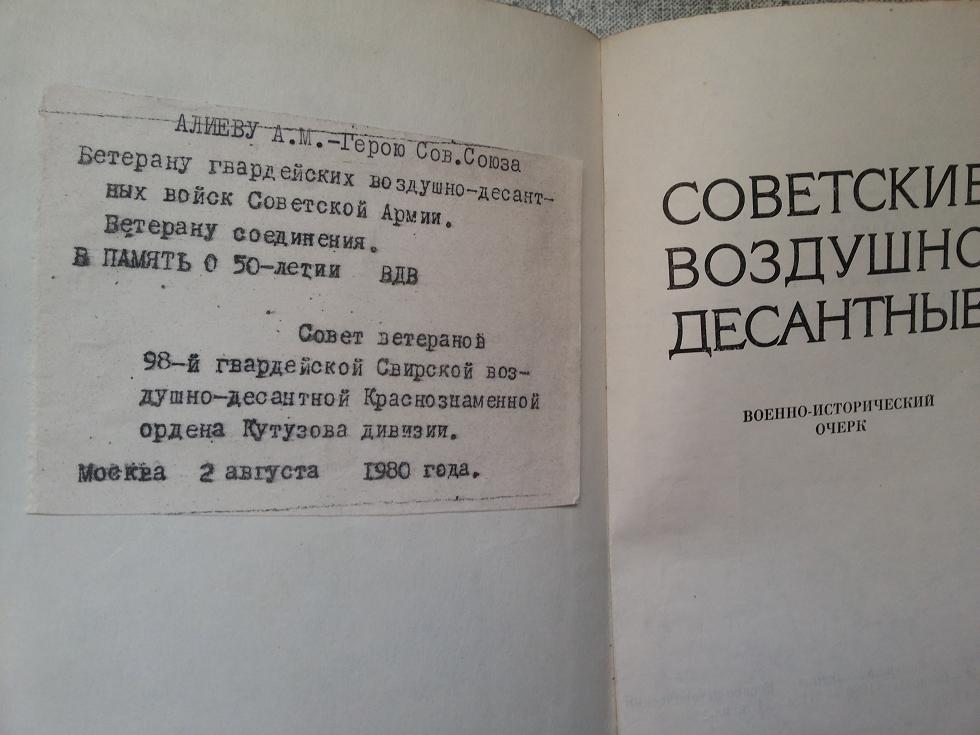 АЛИЕВУ А.М.-Герою Сов.Союза
Ветерану гвардейских воздушно-десант-
ных войск Советской Армии.
Ветерану соединения.
В ПАМЯТЬ О 50-летии ВДВ
Совет ветераной
98-й гвардейской Свирской воз-
душно-десантной Краснознаменной
ордена Кутузова дивизии.
Москва 2 августа 1980 года.
СОВЕТСКИЕ
ВОЗДУШНО
ДЕСАНТНЫЕ
ВОЕННО-ИСТОРИЧЕСКИЙ
ОЧЕРК